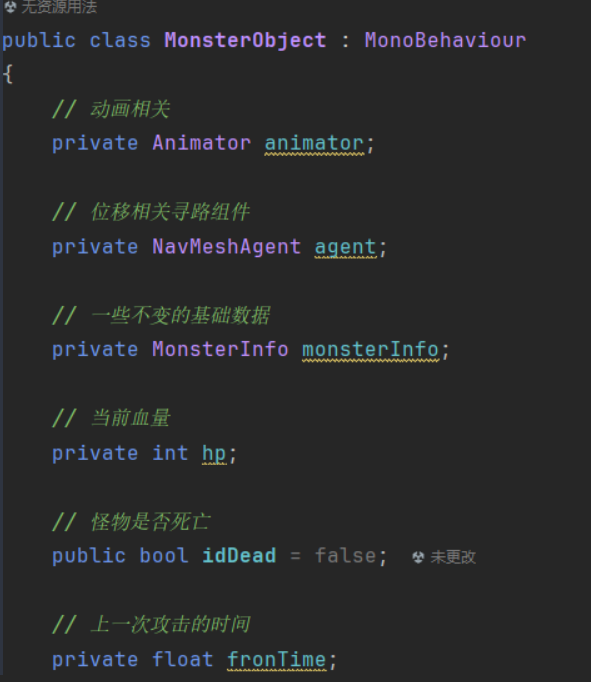 无资源用法
public class MonsterObject : MonoBehaviour
{
// 动画相关
private Animator animator;
// 位移相关寻路组件
private NavMeshAgent agent;
// 一些不变的基础数据
private MonsterInfo monsterInfo;
// 当前血量
private int hp;
// 怪物是否死亡
public bool idDead = false; 未更改
// 上一次攻击的时间
private float fronTime;